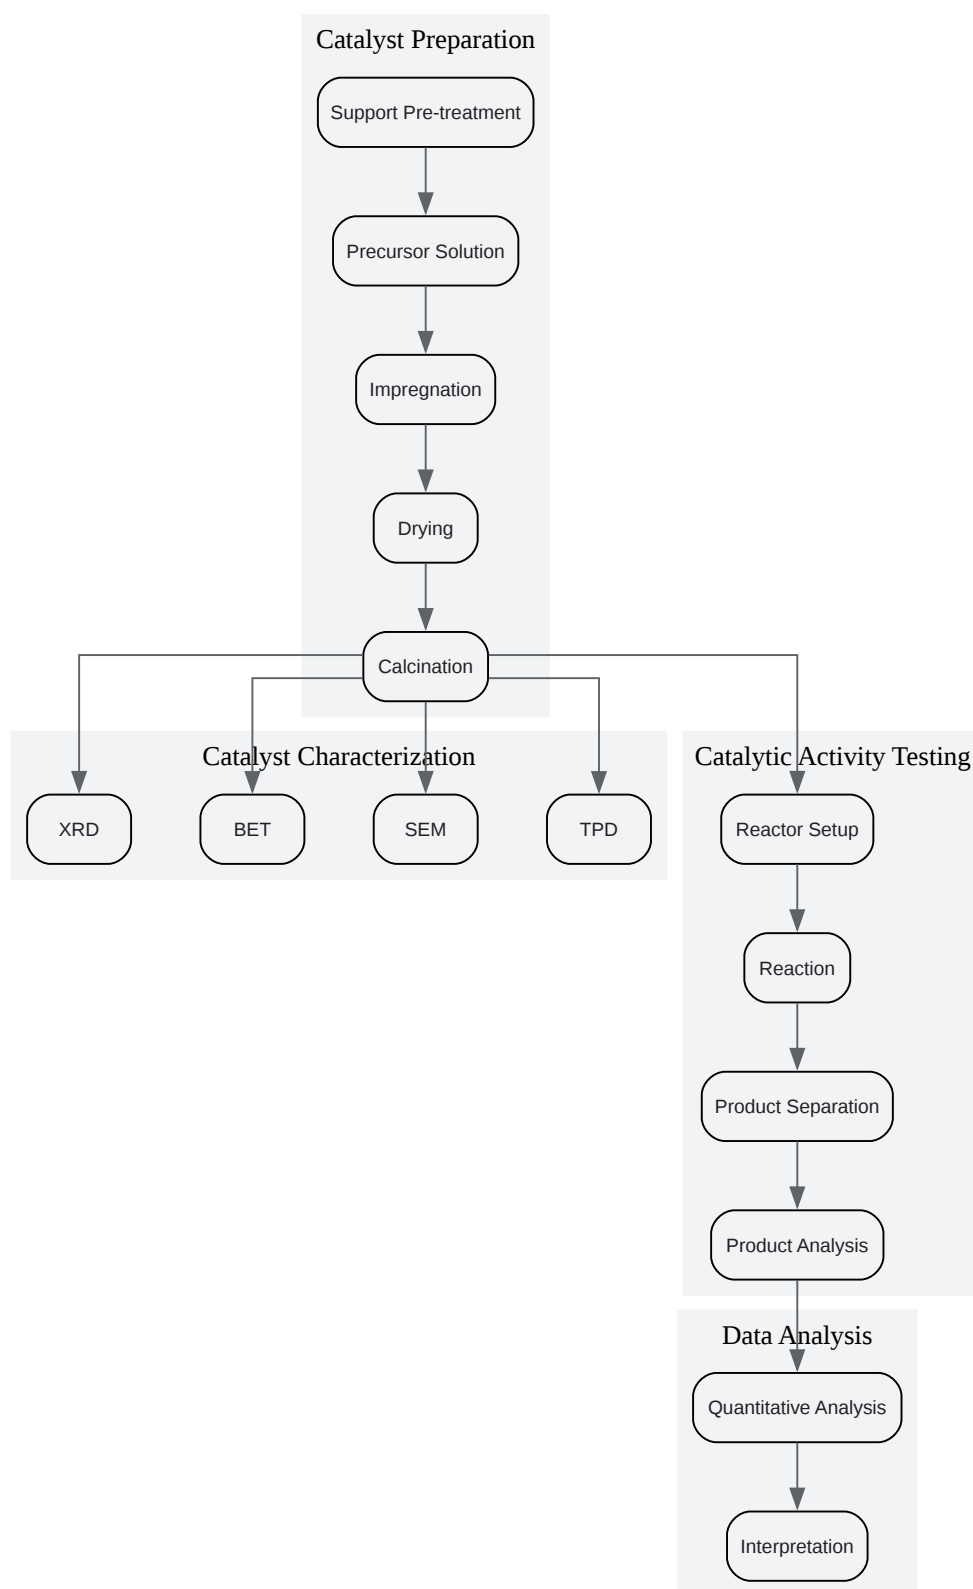 Catalyst Preparation
Support Pre-treatment
Precursor Solution
Impregnation
Drying
Calcination
Catalyst Characterization
XRD
BET
SEM
TPD
Catalytic Activity Testing
Reactor Setup
Reaction
Product Separation
Product Analysis
Data Analysis
Quantitative Analysis
Interpretation